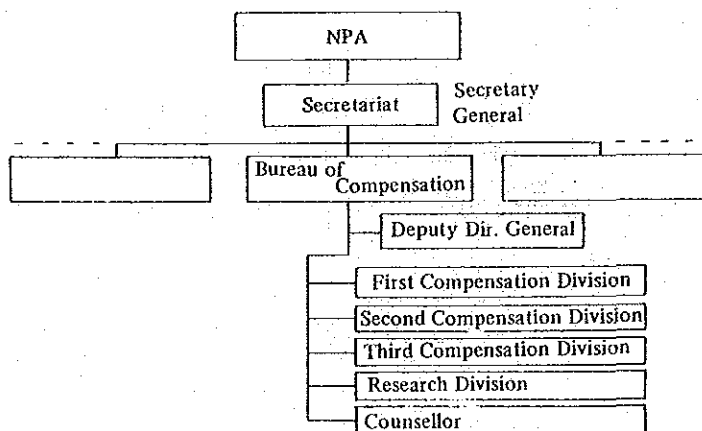 NPA
Secretariat
Secretary
General
Bureau of
Compensation
Deputy Dir. General
First Compensation Division
Second Compensation Division
Third Compensation Division
Research Division
Counsellor